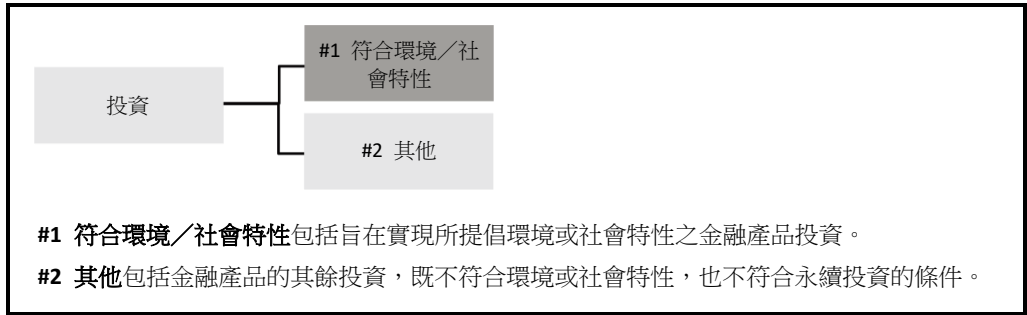 #1 符合環境／社
會特性
投資
#2 其他
#1 符合環境／社會特性包括旨在實現所提倡環境或社會特性之金融產品投資。
#2 其他包括金融產品的其餘投資，既不符合環境或社會特性，也不符合永續投資的條件。